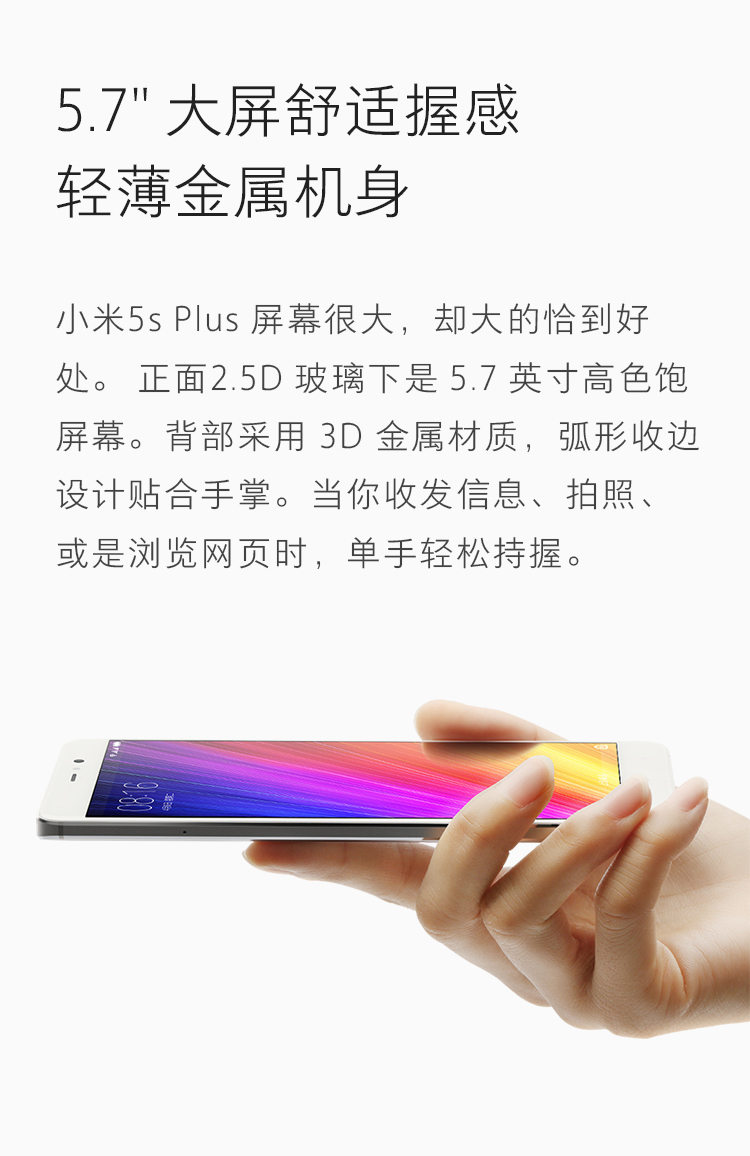 5.7" 大屏舒适握感
轻薄金属机身
小米5s Plus 屏幕很大，却大的恰到好
处。 正面2.5D 玻璃下是 5.7 英寸高色饱
屏幕。背部采用 3D 金属材质，弧形收边
设计贴合手掌。当你收发信息、拍照、
或是浏览网页时，单手轻松持握。
08:16